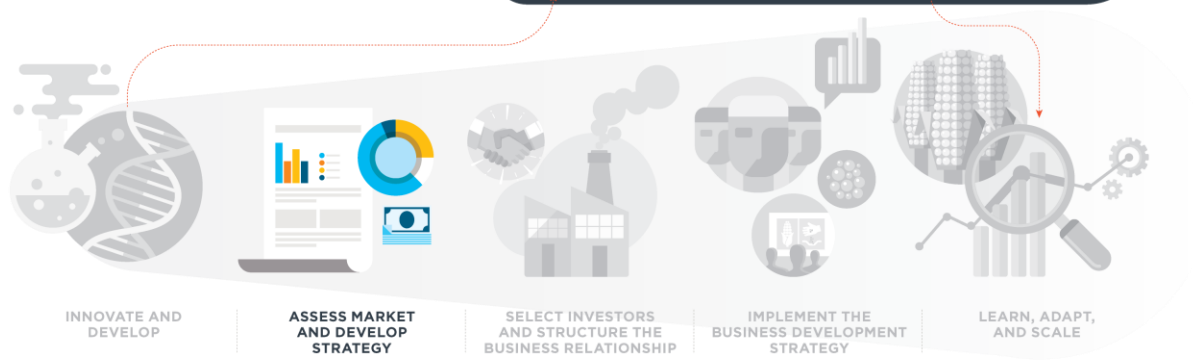 INNOVATE AND
DEVELOP
ASSESS MARKET
AND DEVELOP
STRATEGY
SELECT INVESTORS
AND STRUCTURE THE
BUSINESS RELATIONSHIP
IMPLEMENT THE
BUSINESS DEVELOPMENT
STRATEGY
LEARN, ADAPT,
AND SCALE